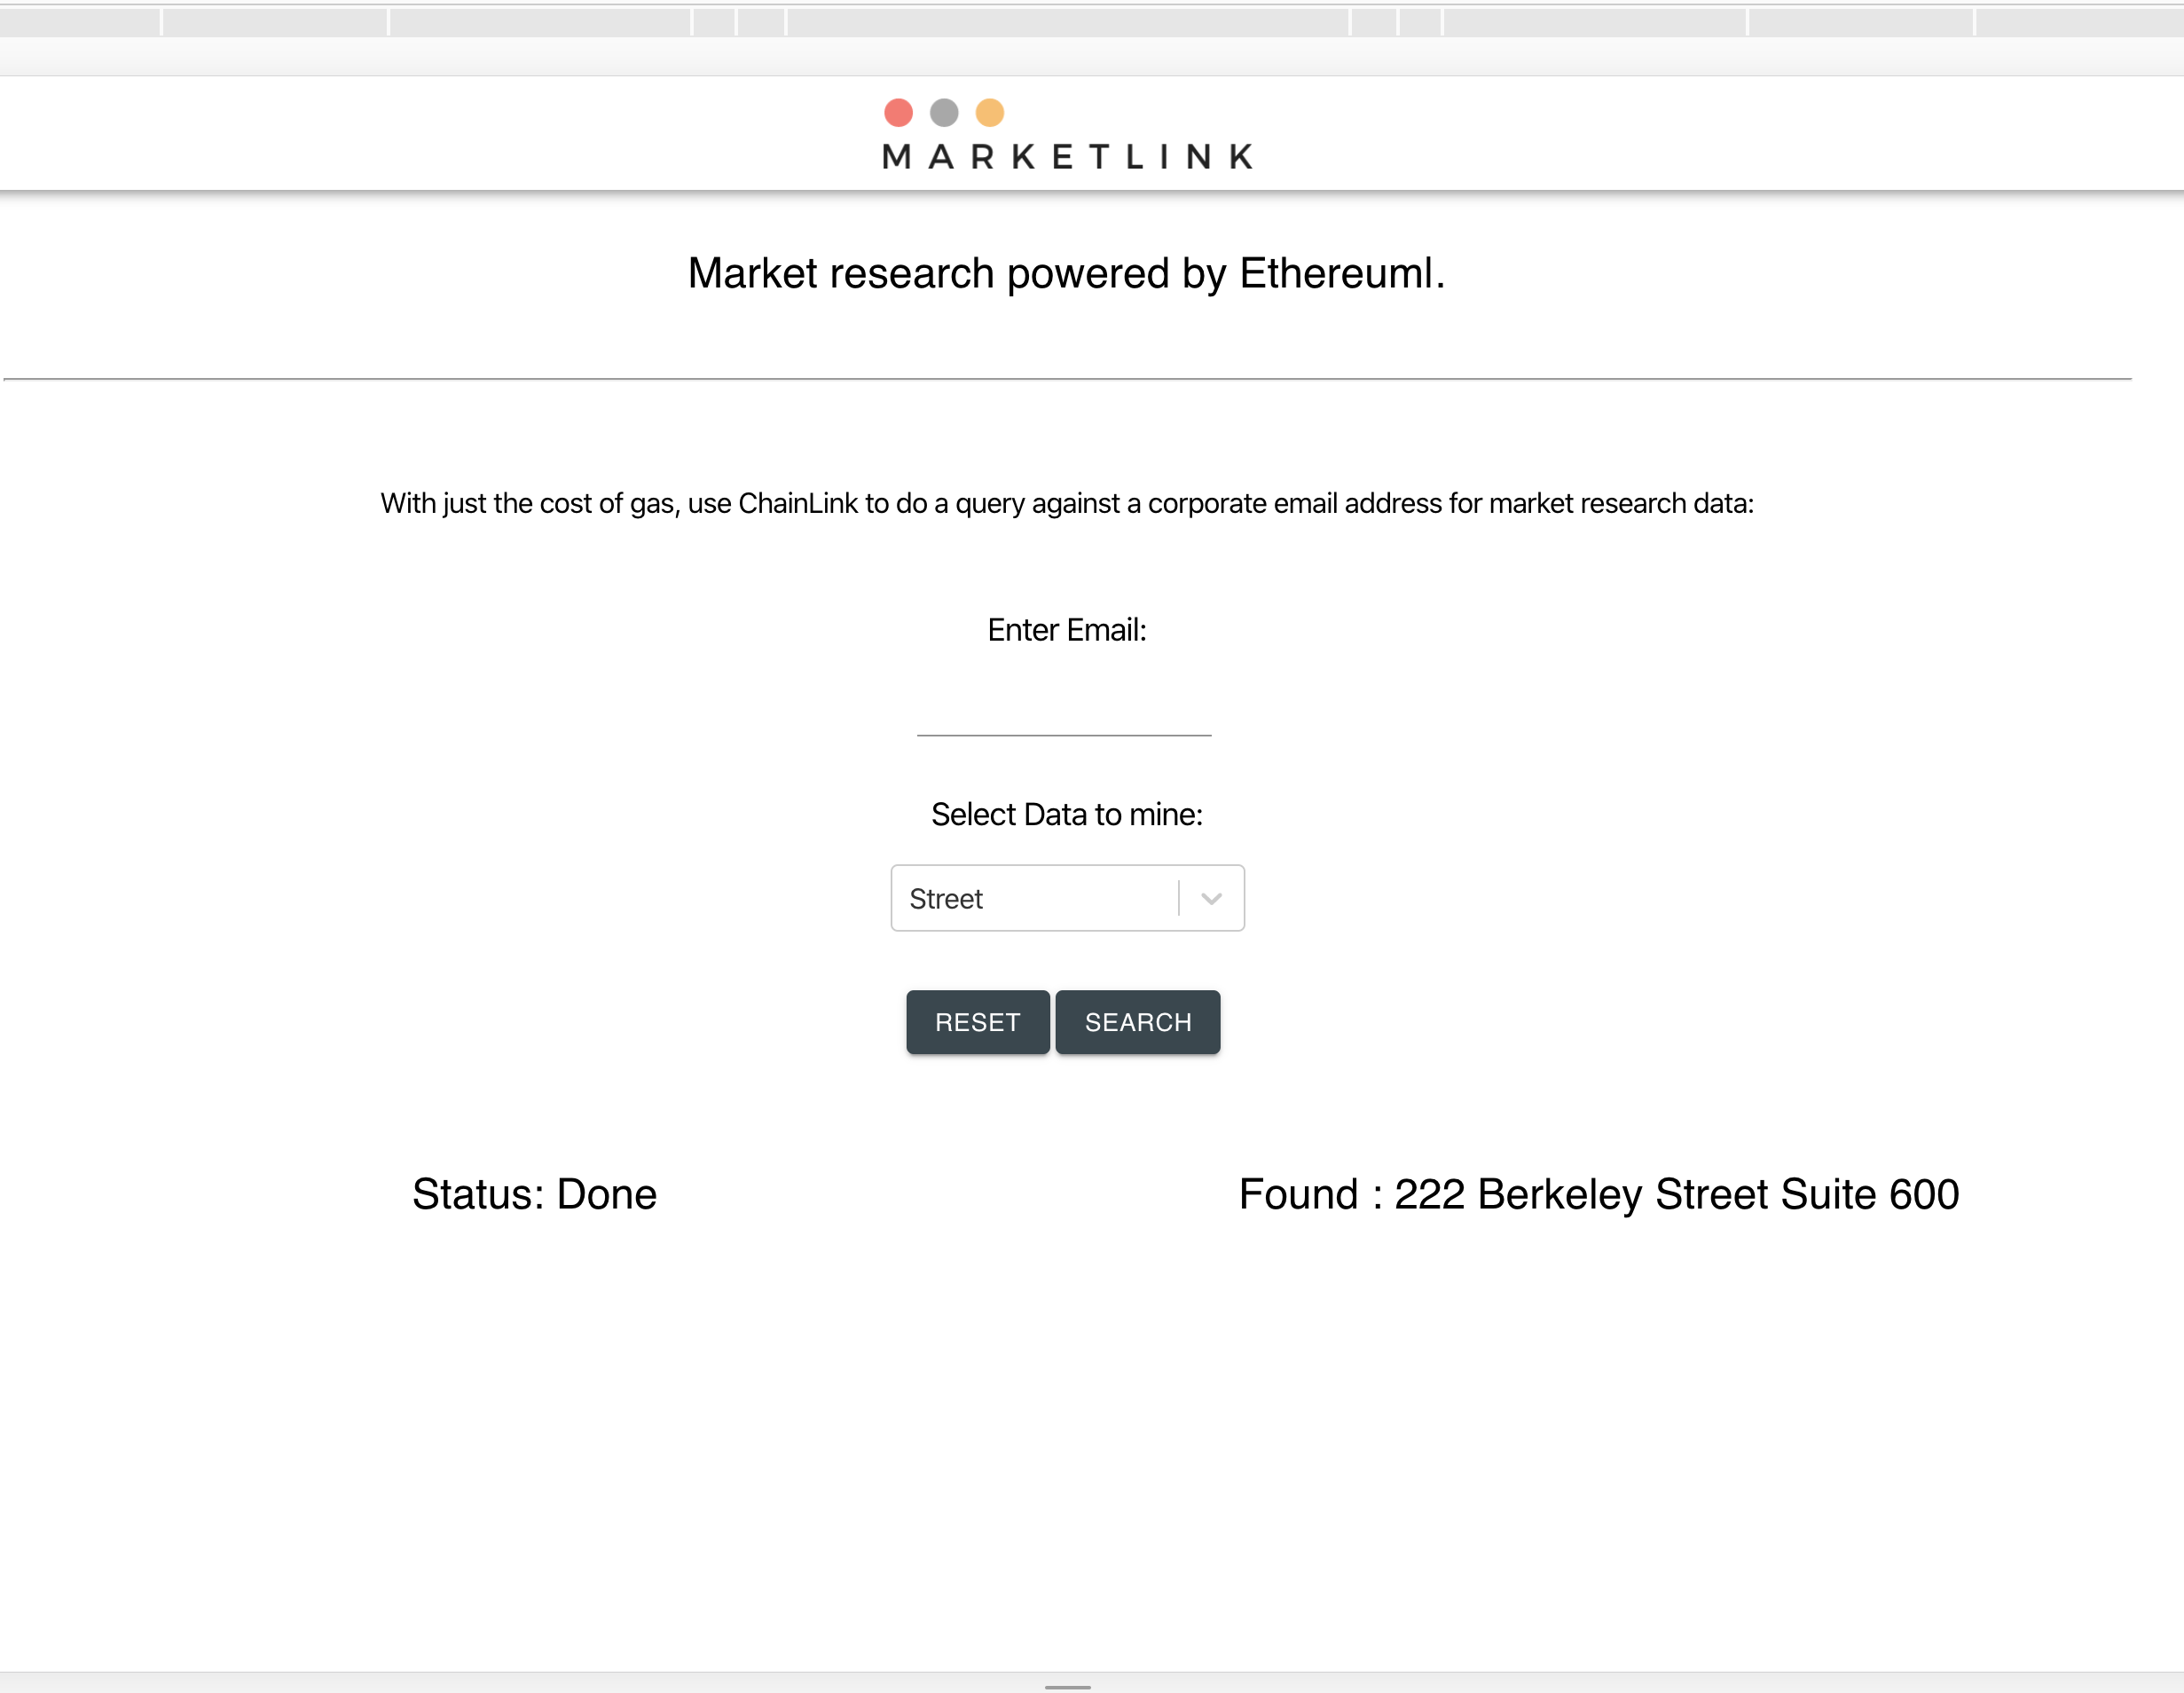 MARKETLINK
Market research powered by Ethereuml.
With just the cost of gas, use ChainLink to do a query against a corporate email address for market research data:
Enter Email:
Select Data to mine:
Street
RESET SEARCH
Status: Done Found : 222 Berkeley Street Suite 600